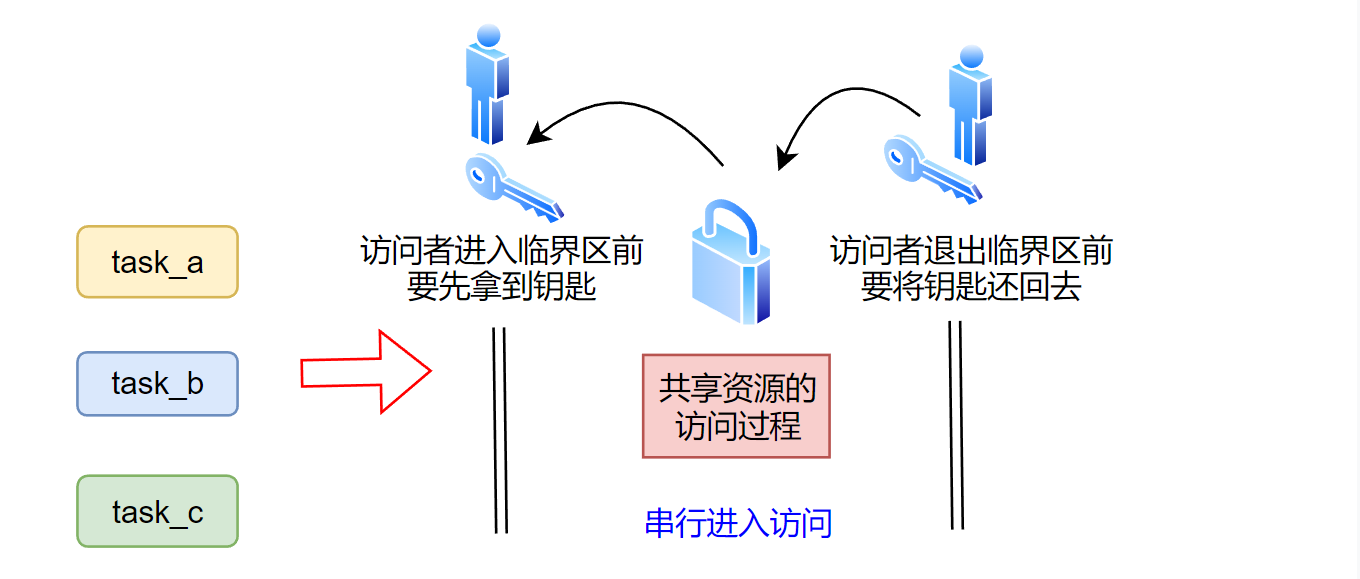 task_a
task_b
task_c
访问者进入临界区前
要先拿到钥匙
共享资源的
访问过程
串行进入访问
访问者退出临界区前
要将钥匙还回去